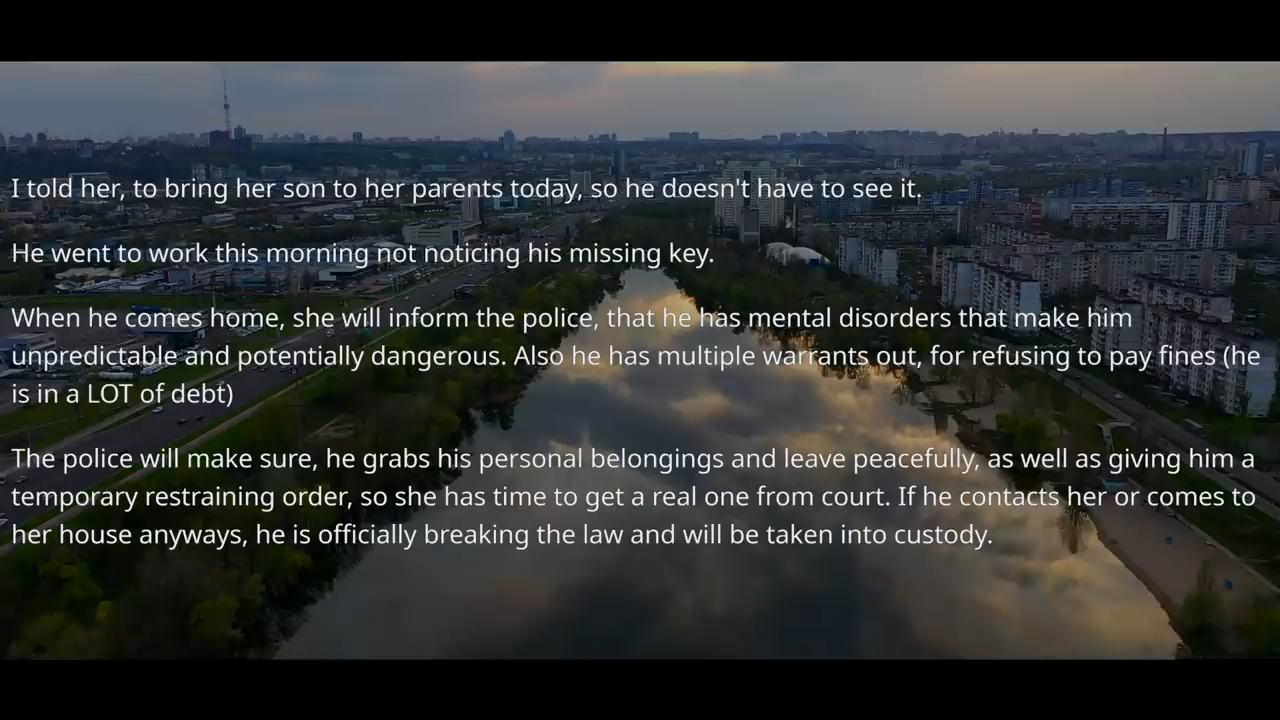 I told her, to bring her son to her parents today, so he doesn't have to see it.
He went to work this morning not noticing his missing key.
When he comes home, she will inform the police, that he has mental disorders that make him
unpredictable and potentially dangerous. Also he has multiple warrants out, for refusing to pay fines (he
is in a LOT of debt)
The police will make sure, he grabs his personal belongings and leave peacefully, as well as giving him a
temporary restraining order, so she has time to get a real one from court. If he contacts her or comes to
her house anyways, he is officially breaking the law and will be taken into custody.